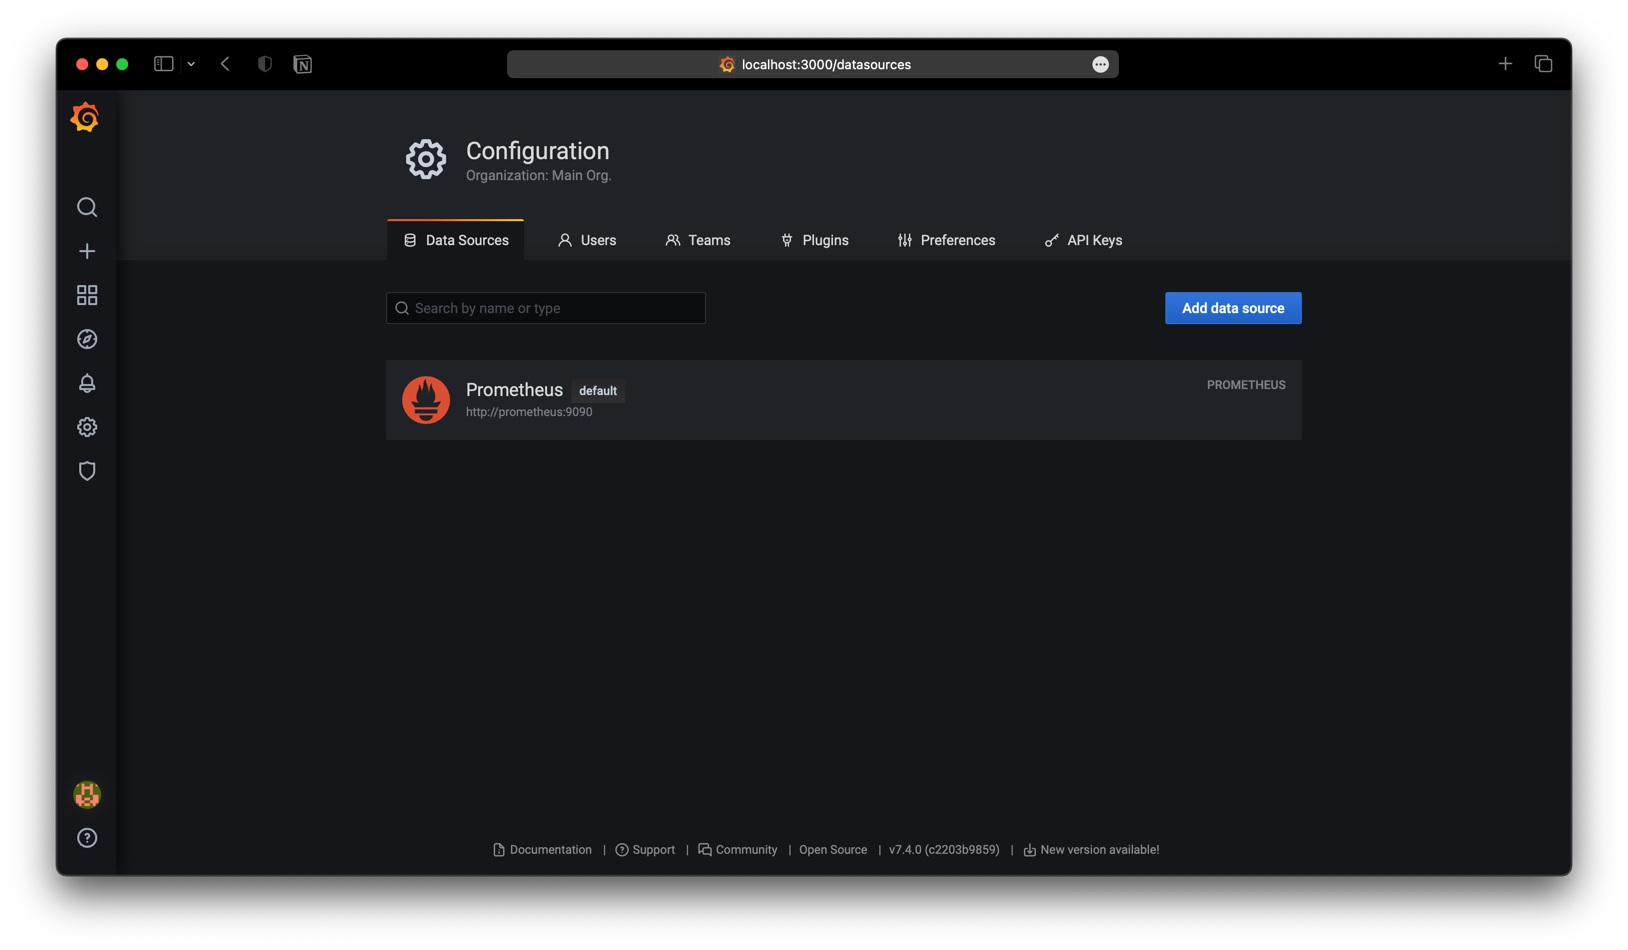 localhost:3000/datasources
Configuration
Organization: Main Org.
Data Sources Users Teams Plugins Preferences API Keys
Search by name or type Add data source
Prometheus default PROMETHEUS
http://prometheus:9090
Documentation | Support | Community | Open Source | v7.4.0 (c2203b9859) | New version available!